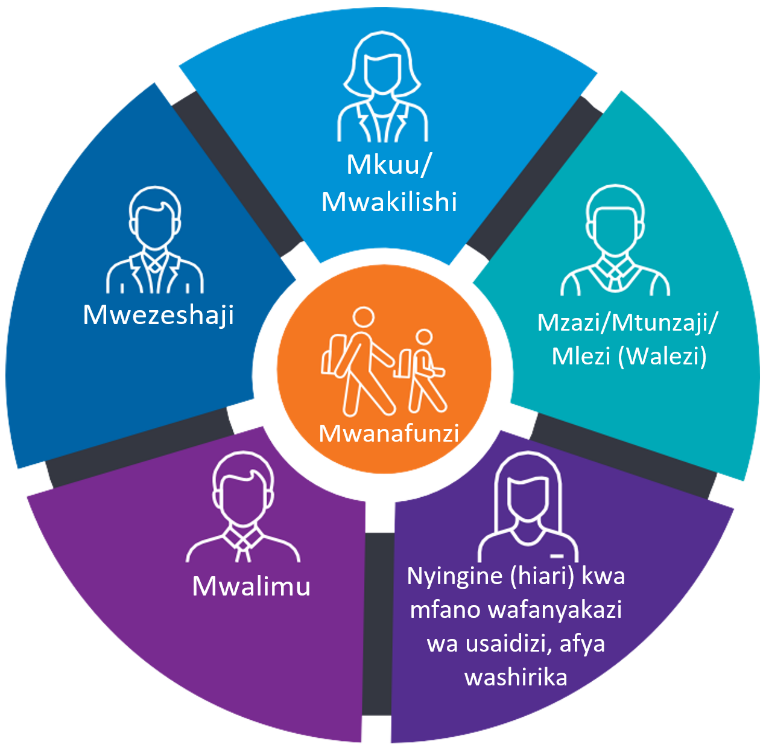 Mkuu/
Mwakilishi
Mzazi/Mtunzaji/
Mlezi (Walezi)
Nyingine (hiari) kwa
mfano wafanyakazi
wa usaidizi, afya
washirika
Mwalimu
Mwezeshaji
Mwanafunzi